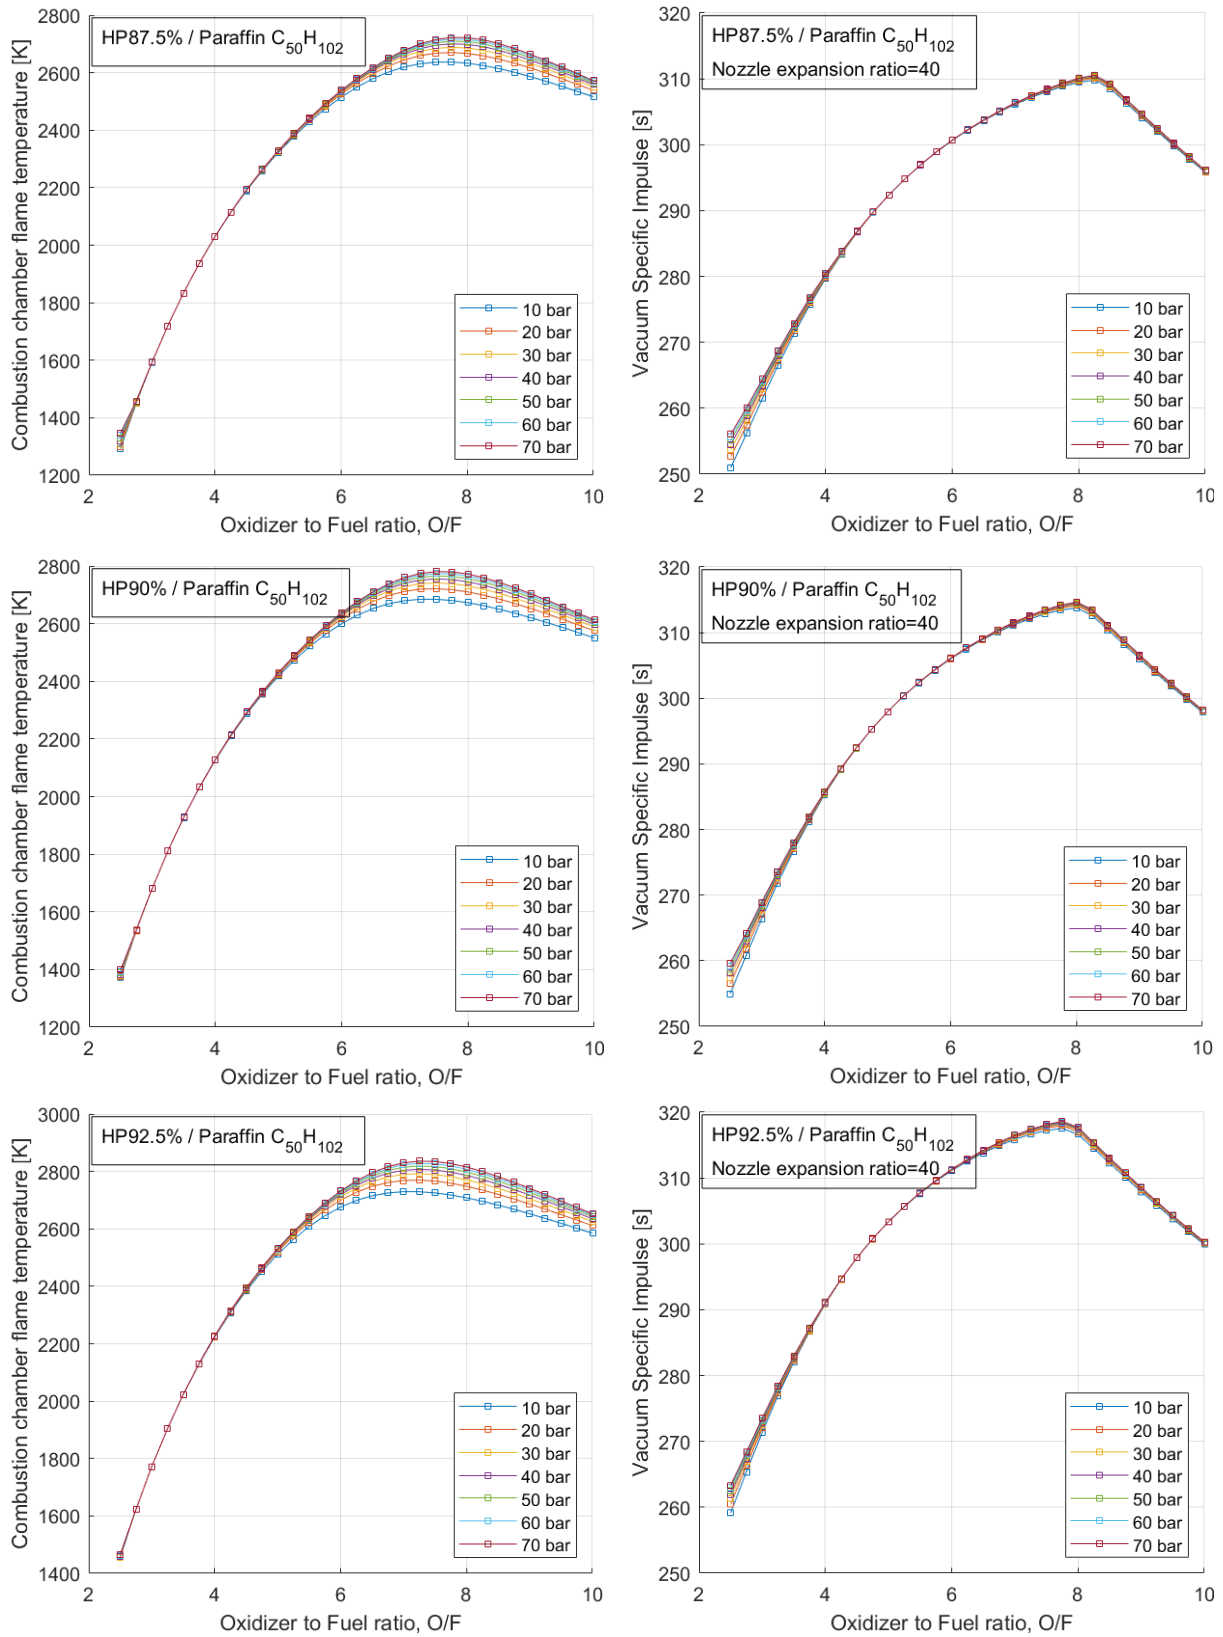 HP87.5% / Paraffin C50H102
Combustion chamber flame temperature [K]
2800
2600
2400
2200
2000
1800
1600
1400
1200
10 bar
20 bar
30 bar
40 bar
50 bar
60 bar
70 bar
2 4 6 8 10
Oxidizer to Fuel ratio, O/F
HP87.5% / Paraffin C50H102
Nozzle expansion ratio=40
Vacuum Specific Impulse [s]
320
310
300
290
280
270
260
250
10 bar
20 bar
30 bar
40 bar
50 bar
60 bar
70 bar
2 4 6 8 10
Oxidizer to Fuel ratio, O/F
HP90% / Paraffin C50H102
Combustion chamber flame temperature [K]
2800
2600
2400
2200
2000
1800
1600
1400
1200
10 bar
20 bar
30 bar
40 bar
50 bar
60 bar
70 bar
2 4 6 8 10
Oxidizer to Fuel ratio, O/F
HP90% / Paraffin C50H102
Nozzle expansion ratio=40
Vacuum Specific Impulse [s]
320
310
300
290
280
270
260
250
10 bar
20 bar
30 bar
40 bar
50 bar
60 bar
70 bar
2 4 6 8 10
Oxidizer to Fuel ratio, O/F
HP92.5% / Paraffin C50H102
Combustion chamber flame temperature [K]
3000
2800
2600
2400
2200
2000
1800
1600
1400
10 bar
20 bar
30 bar
40 bar
50 bar
60 bar
70 bar
2 4 6 8 10
Oxidizer to Fuel ratio, O/F
HP92.5% / Paraffin C50H102
Nozzle expansion ratio=40
Vacuum Specific Impulse [s]
320
310
300
290
280
270
260
250
10 bar
20 bar
30 bar
40 bar
50 bar
60 bar
70 bar
2 4 6 8 10
Oxidizer to Fuel ratio, O/F